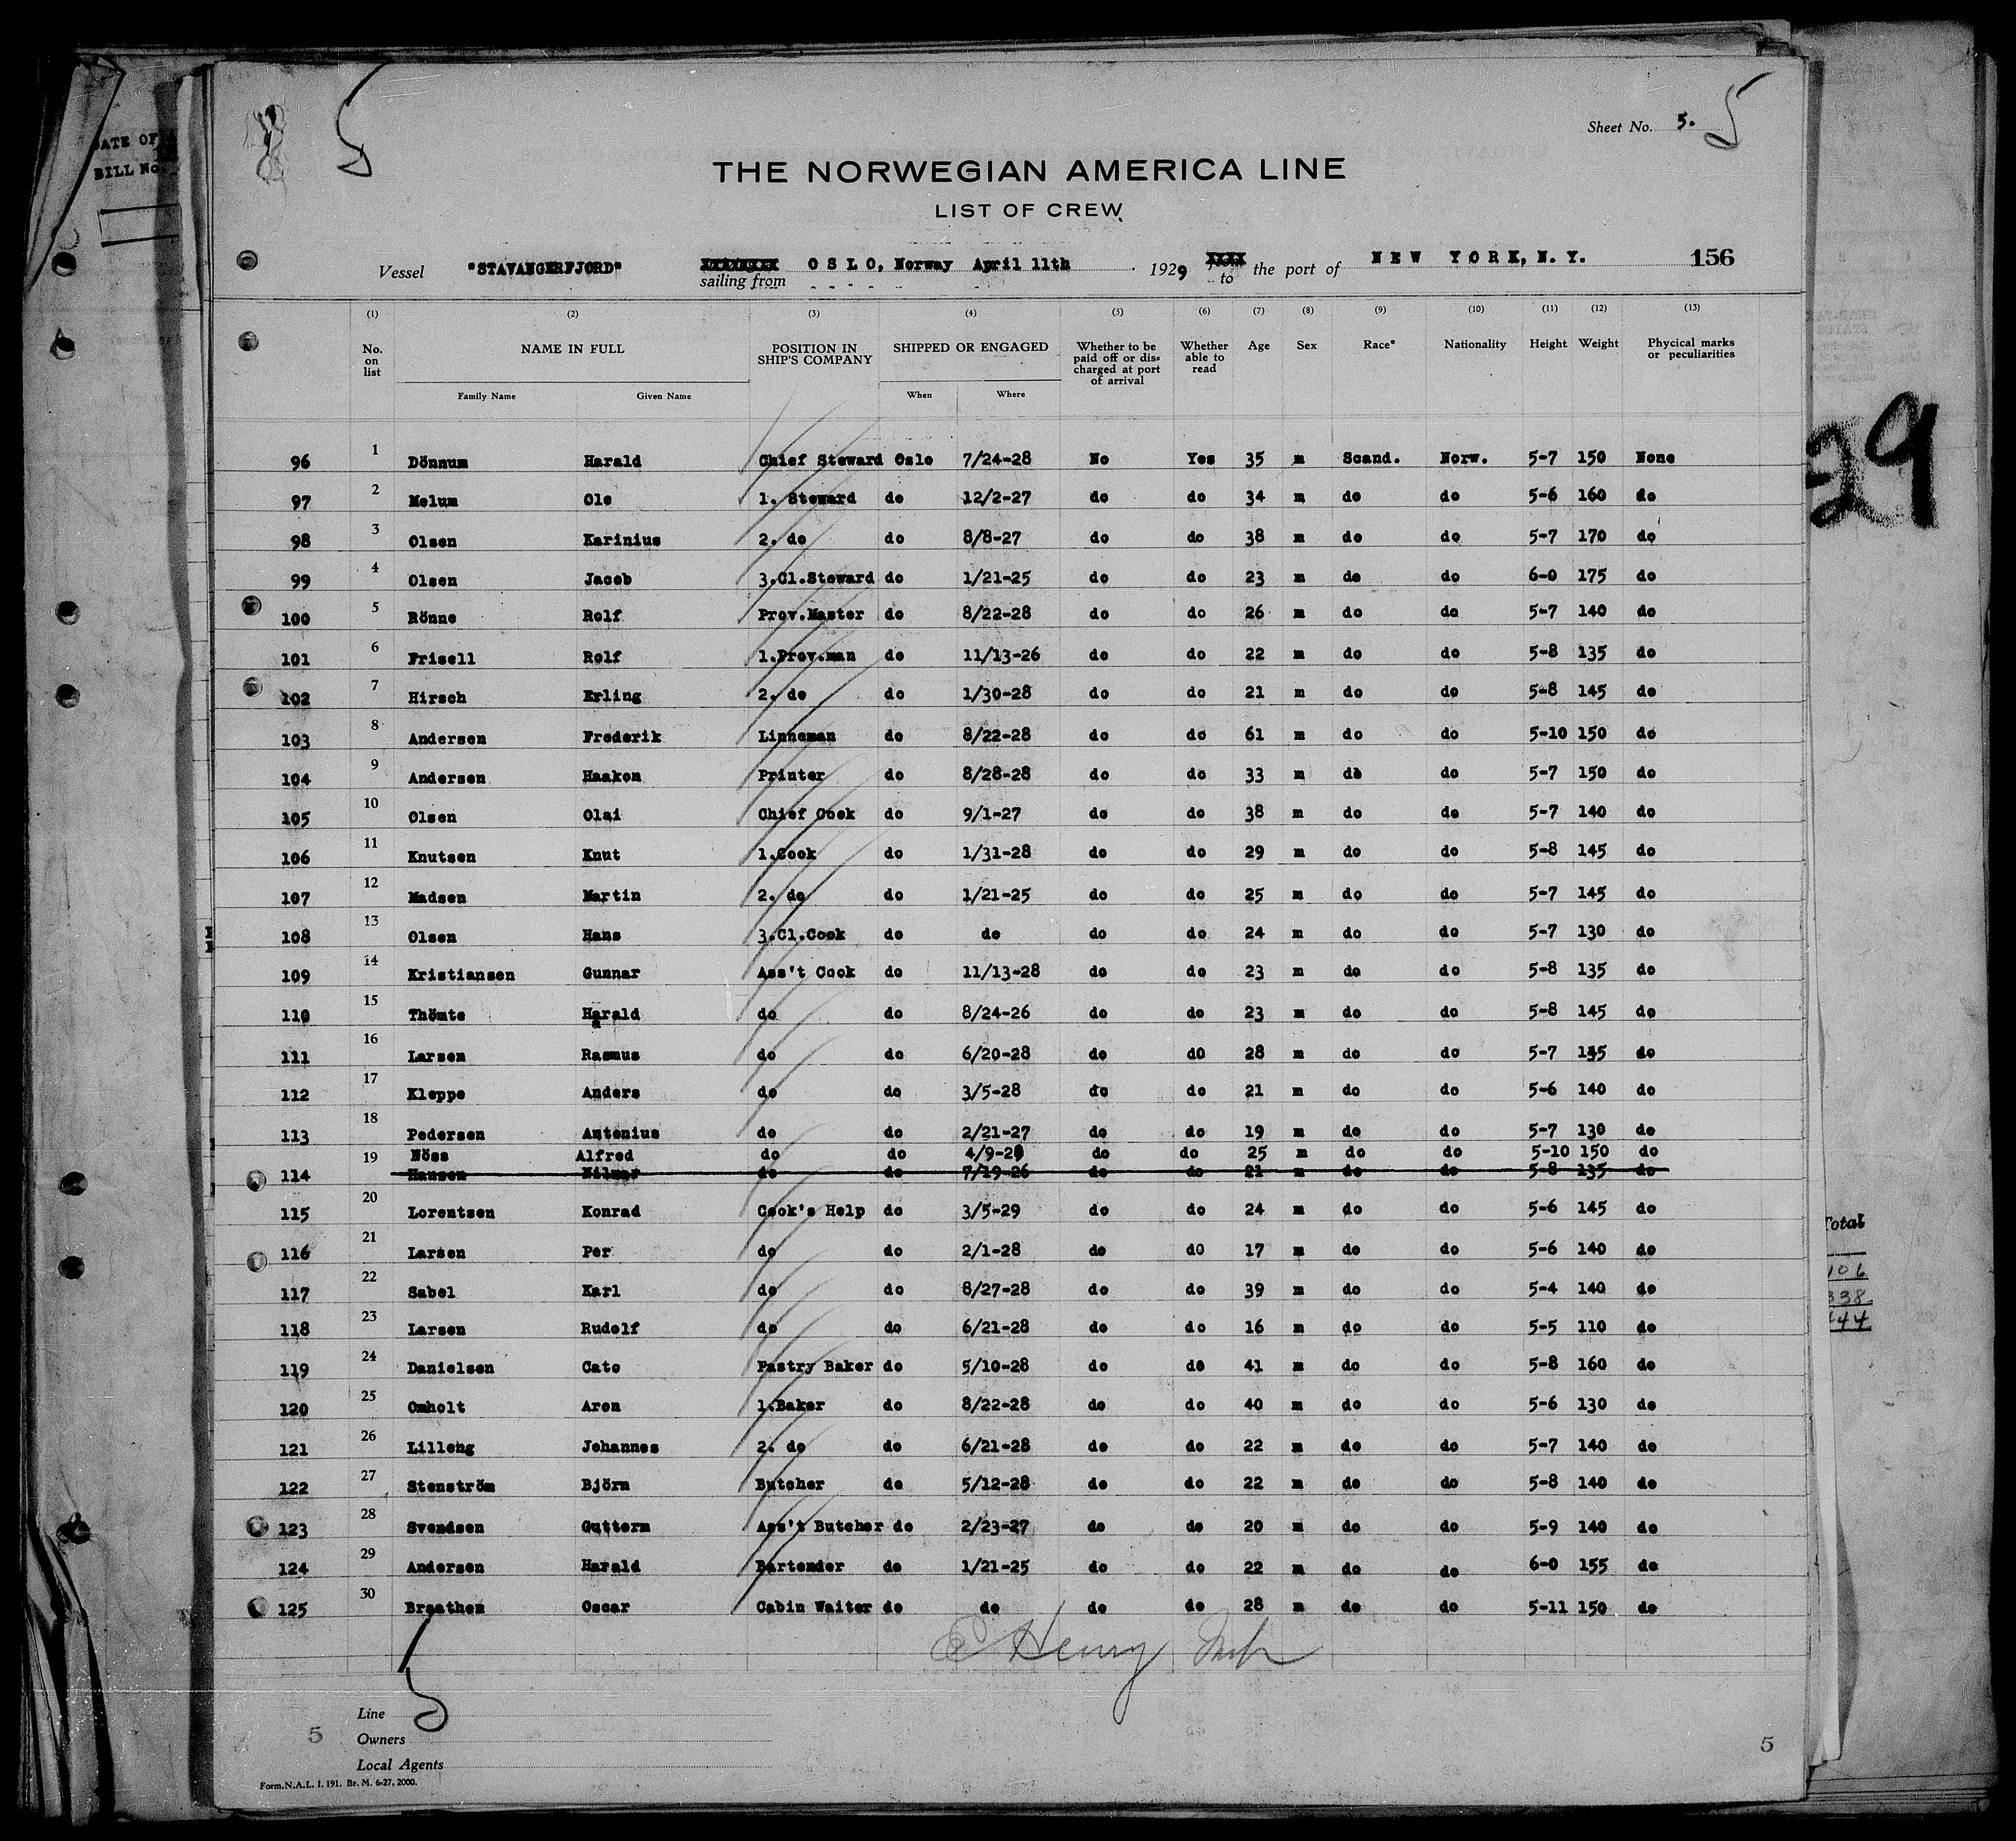 DATE OF
BILL No.
5
Sheet No. 5. 5
THE NORWEGIAN AMERICA LINE
LIST OF CREW
Vessel "STAVANGERFJORD" XXXXXXXX sailing from OSLO, Norway April 11th 1929 XXXX to the port of NEW YORK, N.Y. 156
(1) (2) (3) (4) (5) (6) (7) (8) (9) (10) (11) (12) (13)
No. on list NAME IN FULL POSITION IN SHIP'S COMPANY SHIPPED OR ENGAGED Whether to be paid off or dis= charged at port of arrival Whether able to read Age Sex Race* Nationality Height Weight Phycical marks or peculiarities
Family Name Given Name When Where
96 1 Dönnum Harald Chief Steward Oslo 7/24-28 No Yes 35 m Scand. Norw. 5-7 150 None
97 2 Melum Ole 1. Steward do 12/2-27 do do 34 m do do 5-6 160 do
98 3 Olsen Karinius 2. do do 8/8-27 do do 38 m do do 5-7 170 do
99 4 Olsen Jacob 3.Cl.Steward do 1/21-25 do do 23 m do do 6-0 175 do
100 5 Rönne Rolf Prov.Master do 8/22-28 do do 26 m do do 5-7 140 do
101 6 Frisell Rolf 1.Prov.man do 11/13-26 do do 22 m do do 5-8 135 do
102 7 Hirsch Erling 2. do do 1/30-28 do do 21 m do do 5-8 145 do
103 8 Andersen Frederik Linneman do 8/22-28 do do 61 m do do 5-10 150 do
104 9 Andersen Haakon Printer do 8/28-28 do do 33 m do do 5-7 150 do
105 10 Olsen Olai Chief Cook do 9/1-27 do do 38 m do do 5-7 140 do
106 11 Knutsen Knut 1.Cook do 1/31-28 do do 29 m do do 5-8 145 do
107 12 Madsen Martin 2. do do 1/21-25 do do 25 m do do 5-7 145 do
108 13 Olsen Hans 3.Cl.Cook do do do do 24 m do do 5-7 130 do
109 14 Kristiansen Gunnar Ass't Cook do 11/13-28 do do 23 m do do 5-8 135 do
110 15 Thömte Harald do do 8/24-26 do do 23 m do do 5-8 145 do
111 16 Larsen Rasmus do do 6/20-28 do do 28 m do do 5-7 135 do
112 17 Kleppe Anders do do 3/5-28 do do 21 m do do 5-6 140 do
113 18 Pedersen Antonius do do 2/21-27 do do 19 m do do 5-7 130 do
19 Nöss Alfred do do 4/9-29 do do 25 m do do 5-10 150 do
114 Hansen Hilmar do do 7/19-26 do do 21 m do do 5-8 135 do
115 20 Lorentsen Konrad Cook's Help do 3/5-29 do do 24 m do do 5-6 145 do
116 21 Larsen Per do do 2/1-28 do do 17 m do do 5-6 140 do
117 22 Sabel Karl do do 8/27-28 do do 39 m do do 5-4 140 do
118 23 Larsen Rudolf do do 6/21-28 do do 16 m do do 5-5 110 do
119 24 Danielsen Cato Pastry Baker do 5/10-28 do do 41 m do do 5-8 160 do
120 25 Omholt Aron 1.Baker do 8/22-28 do do 40 m do do 5-6 130 do
121 26 Lilleng Johannes 2. do do 6/21-28 do do 22 m do do 5-7 140 do
122 27 Stenström Björn Butcher do 5/12-28 do do 22 m do do 5-8 140 do
123 28 Svendsen Guttorm Ass't Butcher do 2/23-27 do do 20 m do do 5-9 140 do
124 29 Andersen Harald Bartender do 1/21-25 do do 22 m do do 6-0 155 do
125 30 Braathen Oscar Cabin Waiter do do do do 28 m do do 5-11 150 do
Henry
5
Line
5 Owners 5
Local Agents
Form.N.A.L. I. 191. Br. M. 6-27. 2000.
29
Total
106
338
444